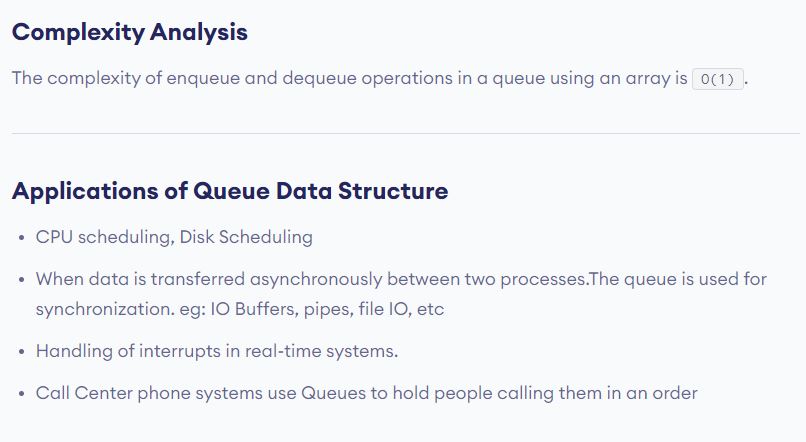 Complexity Analysis
The complexity of enqueue and dequeue operations in a queue using an array is O(1).
Applications of Queue Data Structure
• CPU scheduling, Disk Scheduling
• When data is transferred asynchronously between two processes.The queue is used for
synchronization. eg: IO Buffers, pipes, file IO, etc
• Handling of interrupts in real-time systems.
• Call Center phone systems use Queues to hold people calling them in an order